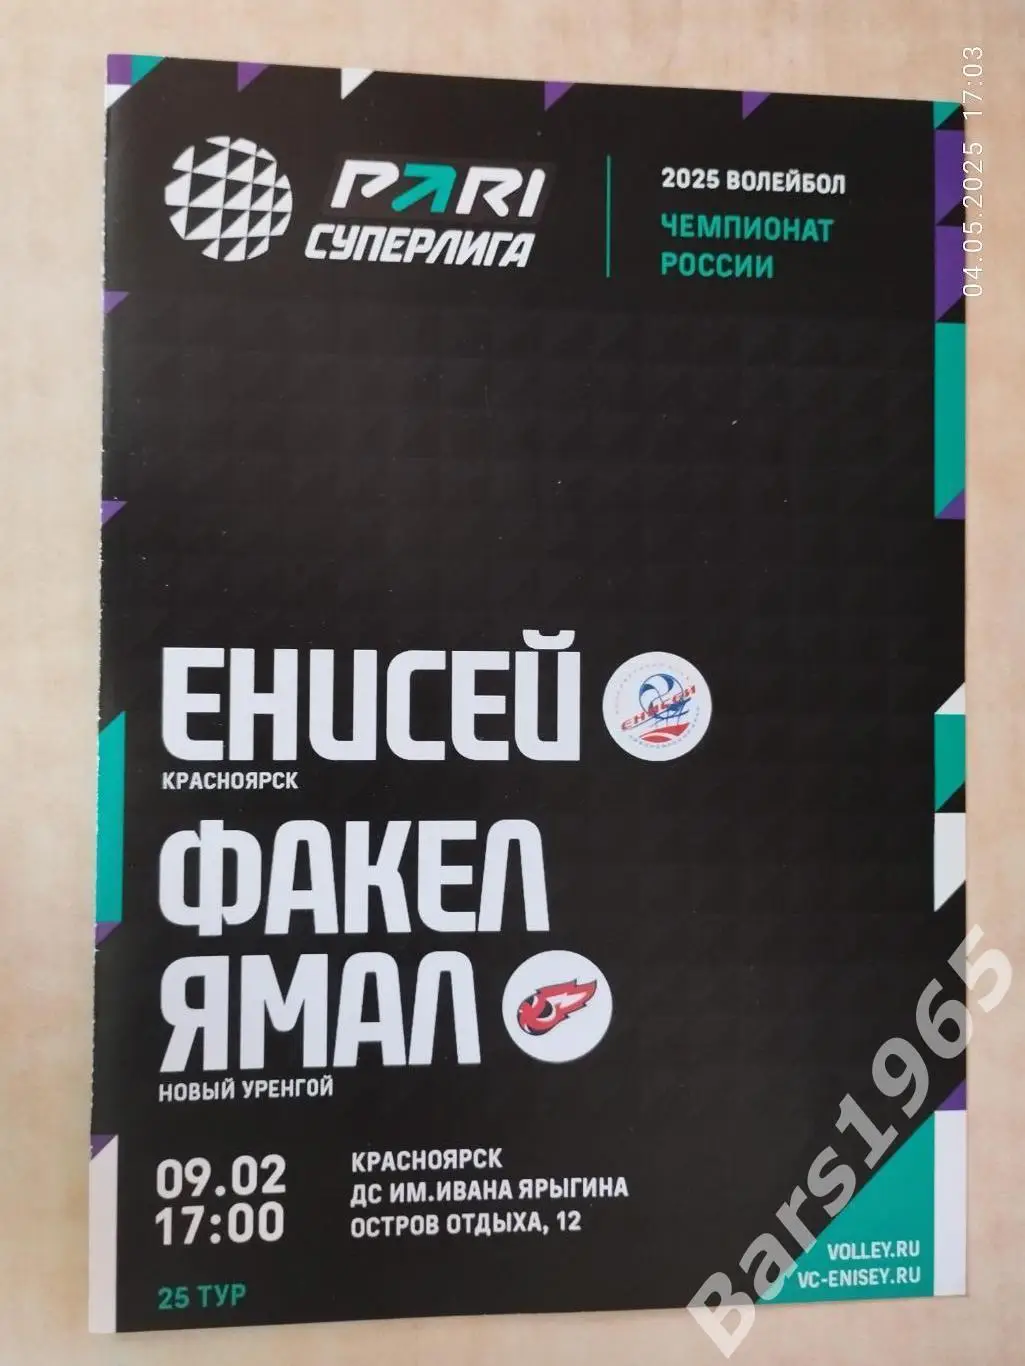 PARI
СУПЕРЛИГА
2025 ВОЛЕЙБОЛ
ЧЕМПИОНАТ
РОССИИ
04.05.2025 17:03
ЕНИСЕЙ
ЕНИСЕЙ
КРАСНОЯРСК
ФАКЕЛ
ЯМАЛ
НОВЫЙ УРЕНГОЙ
09.02
17:00
КРАСНОЯРСК
ДС ИМ.ИВАНА ЯРЫГИНА
ОСТРОВ ОТДЫХА, 12
25 ТУР
VOLLEY.RU
VC-ENISEY.RU
Bars1965